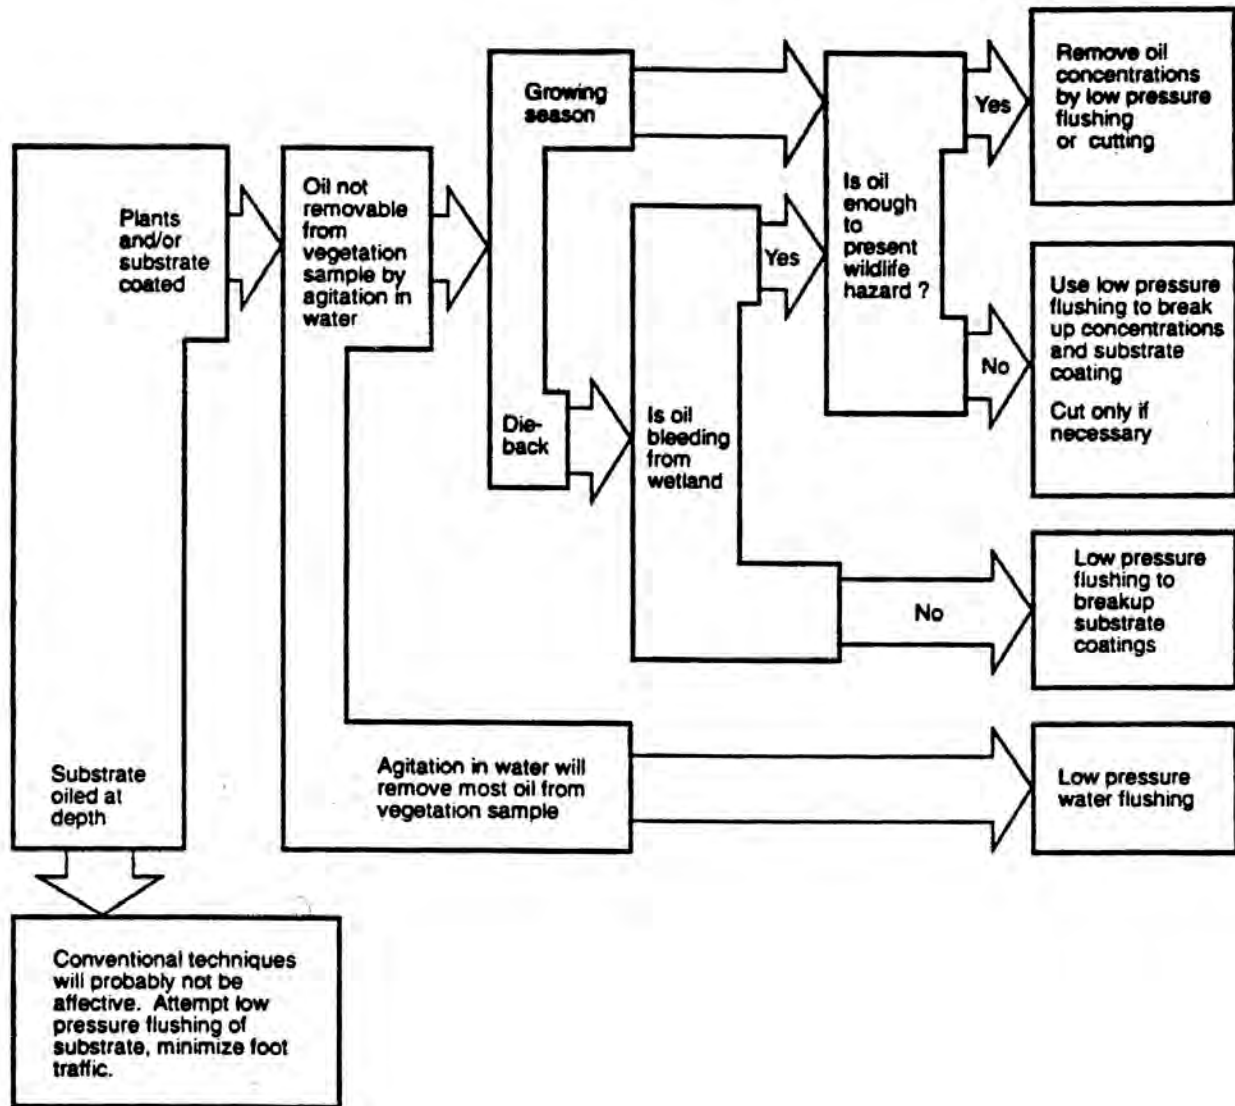 Plants
and/or
substrate
coated
Substrate
oiled at
depth
Conventional techniques
will probably not be
affective. Attempt low
pressure flushing of
substrate, minimize foot
traffic.
Oil not
removable
from
vegetation
sample by
agitation in
water
Agitation in water will
remove most oil from
vegetation sample
Growing
season
Die-
back
Is oil
bleeding
from
wetland
Yes
No
Is oil
enough
to
present
wildlife
hazard ?
Yes
No
Remove oil
concentrations
by low pressure
flushing
or cutting
Use low pressure
flushing to break
up concentrations
and substrate
coating
Cut only if
necessary
Low pressure
flushing to
breakup
substrate
coatings
Low pressure
water flushing